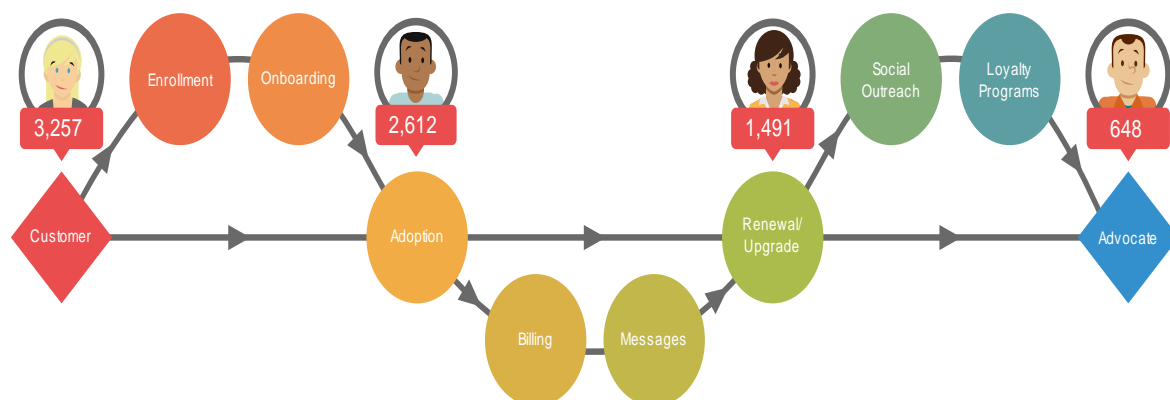 Enrollment
Onboarding
Social
Outreach
Loyalty
Programs
3,257
2,612
1,491
648
Customer
Adoption
Renewal/
Upgrade
Advocate
Billing
Messages